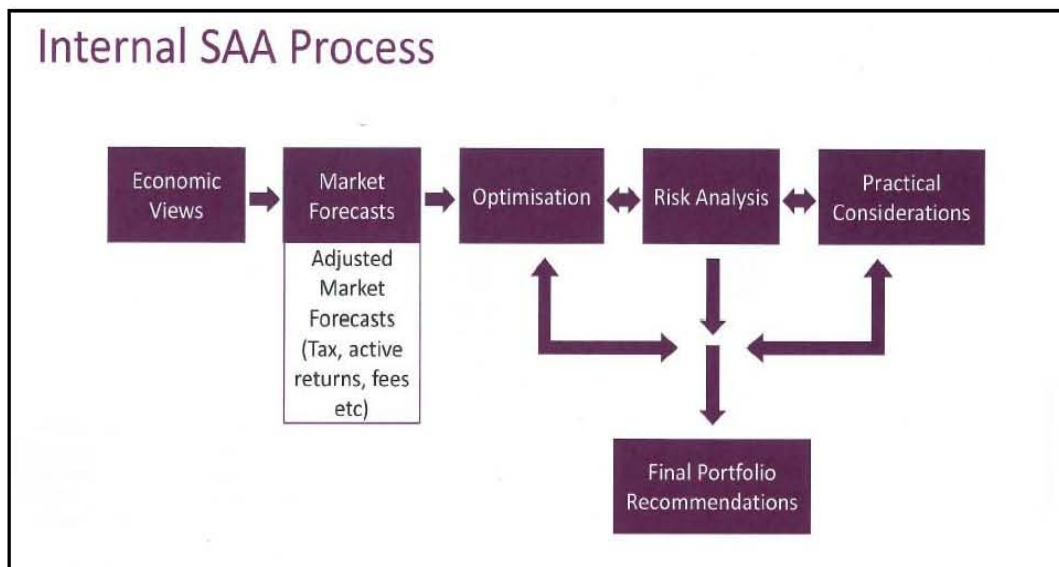 Internal SAA Process
Economic
Views
Market
Forecasts
Adjusted
Market
Forecasts
(Tax, active
returns, fees
etc)
Optimisation
Risk Analysis
Practical
Considerations
Final Portfolio
Recommendations